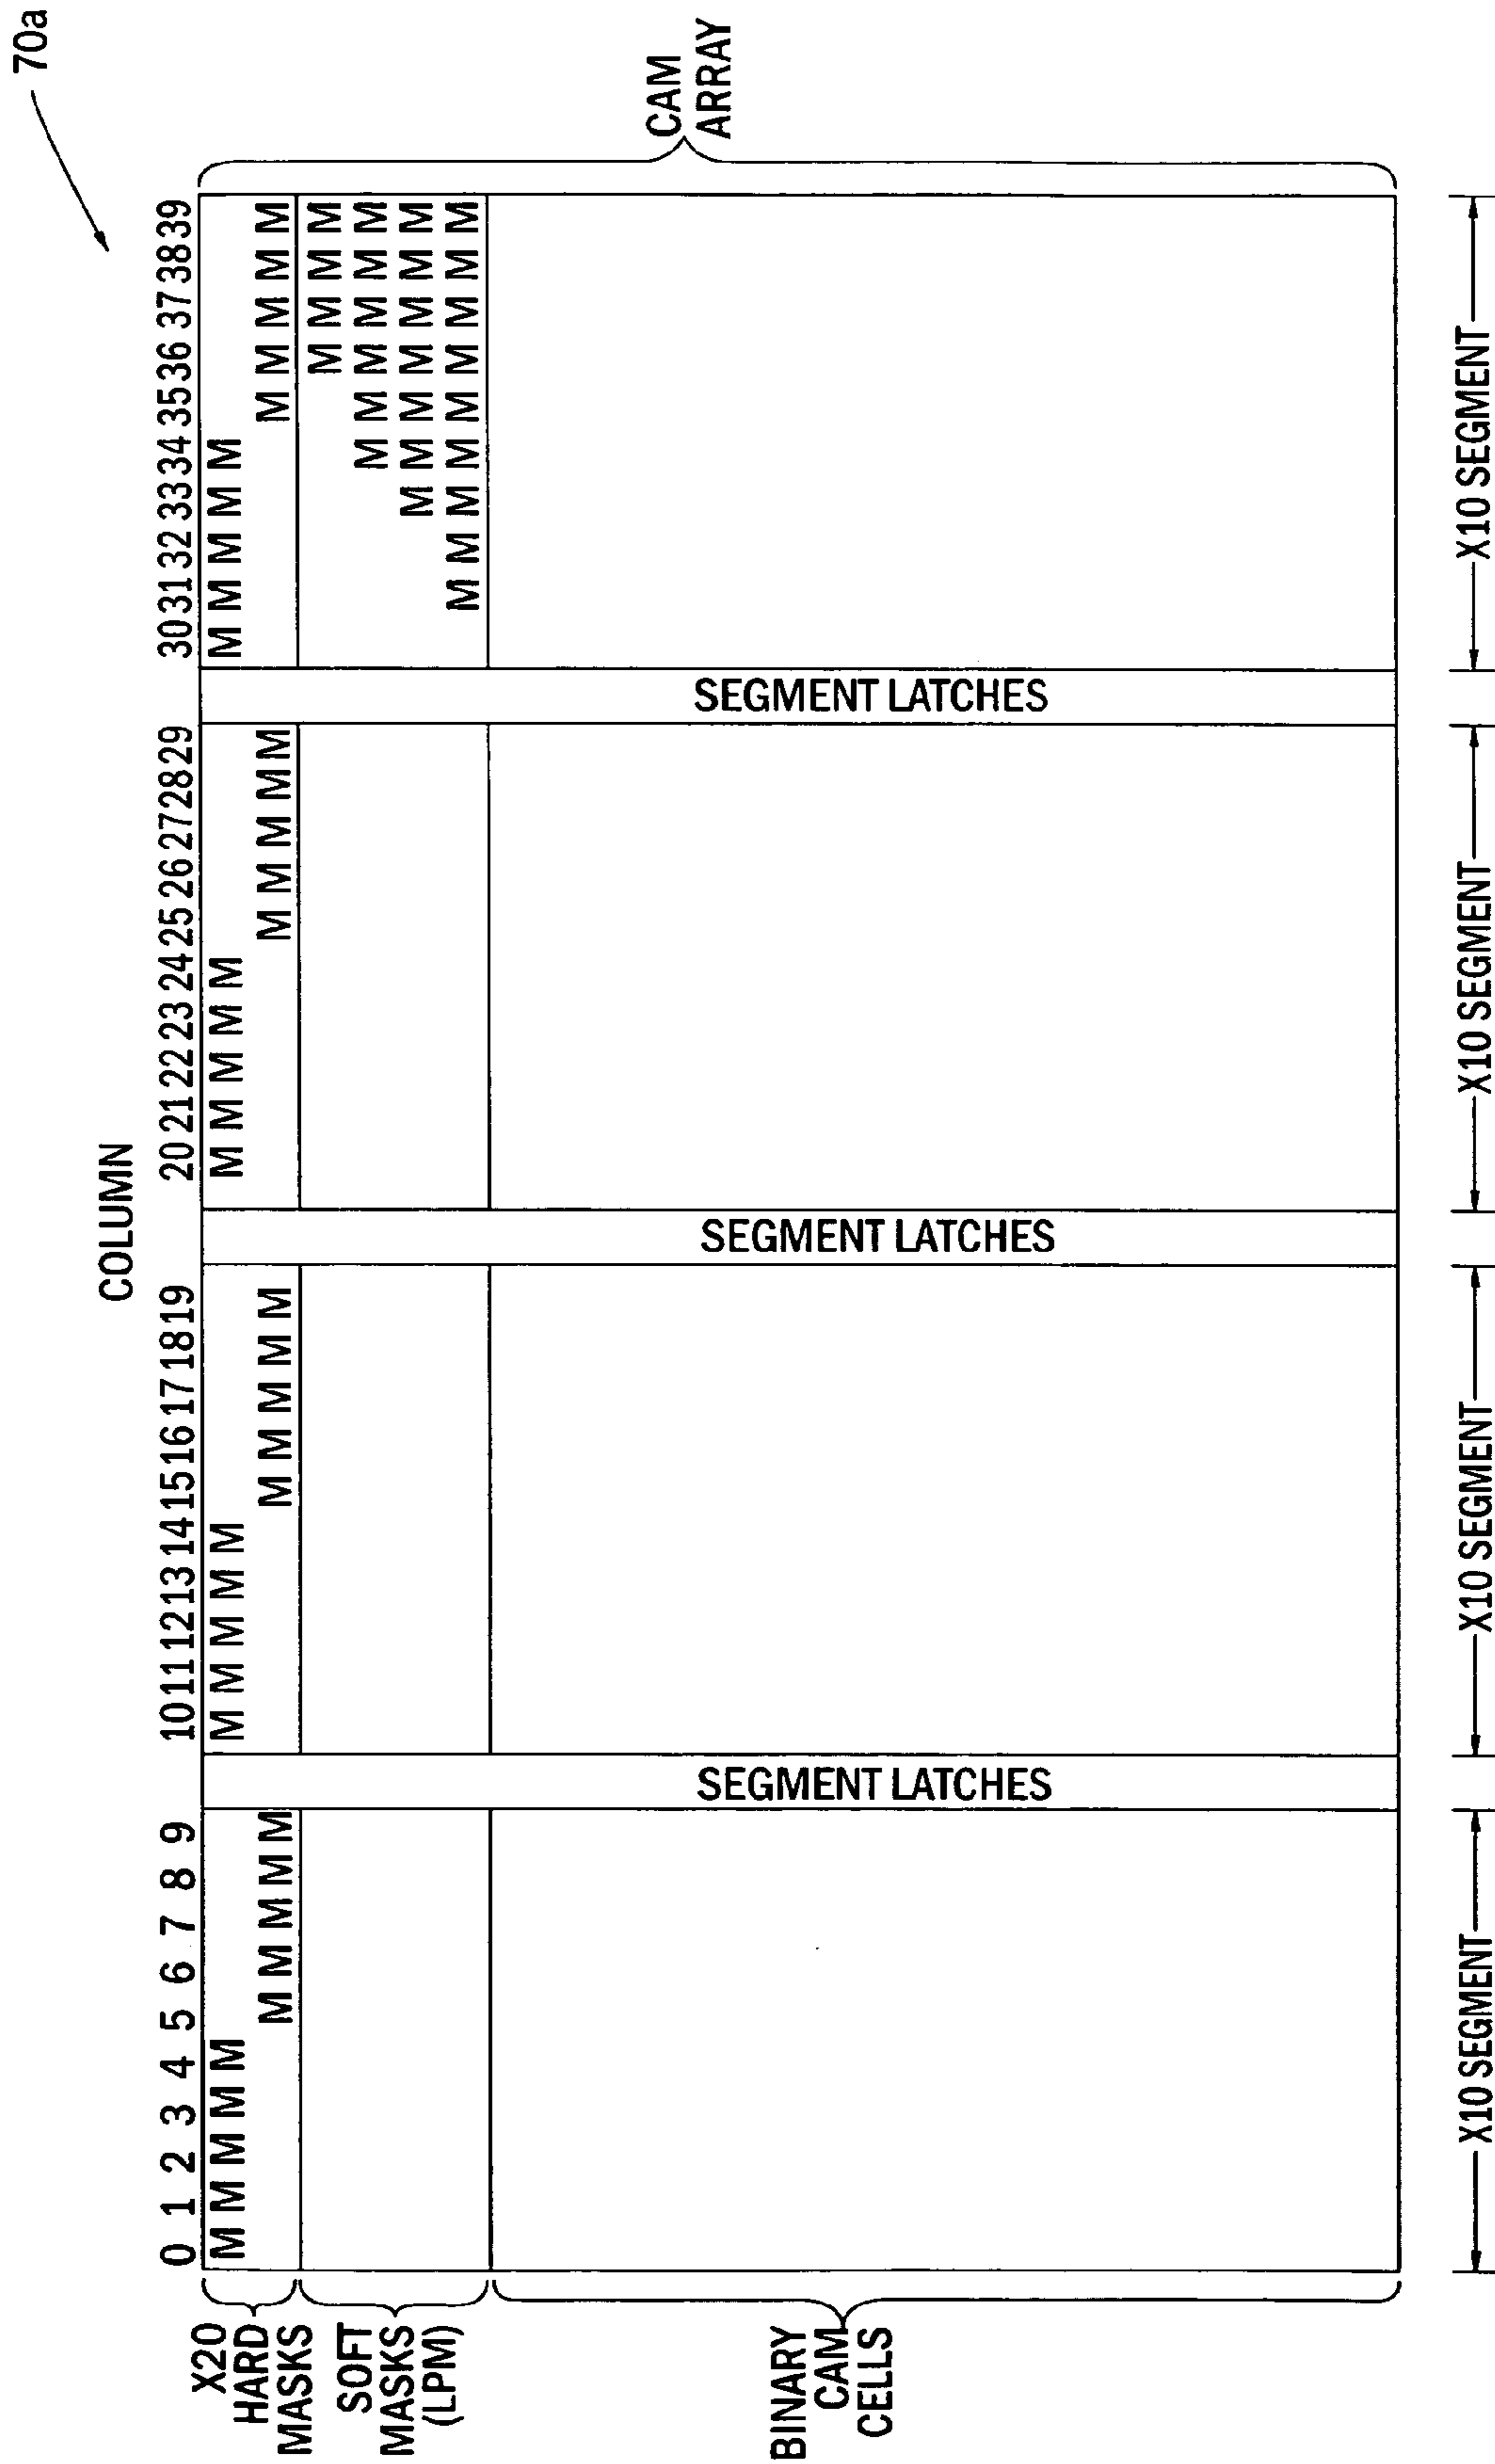 70a
COLUMN
0 1 2 3 4 5 6 7 8 9 10 11 12 13 14 15 16 17 18 19 20 21 22 23 24 25 26 27 28 29 30 31 32 33 34 35 36 37 38 39
X20
HARD
MASKS
M M M M M M M M M M M M M M M M M M M M
M M M M M M M M M M M M M M M M M M M M
SOFT
MASKS
(LPM)
M M M M
M M M M M M
M M M M M M M
M M M M M M M M M
BINARY
CAM
CELLS
SEGMENT LATCHES
SEGMENT LATCHES
SEGMENT LATCHES
CAM
ARRAY
X10 SEGMENT
X10 SEGMENT
X10 SEGMENT
X10 SEGMENT